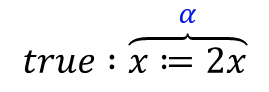 α
true : x := 2x